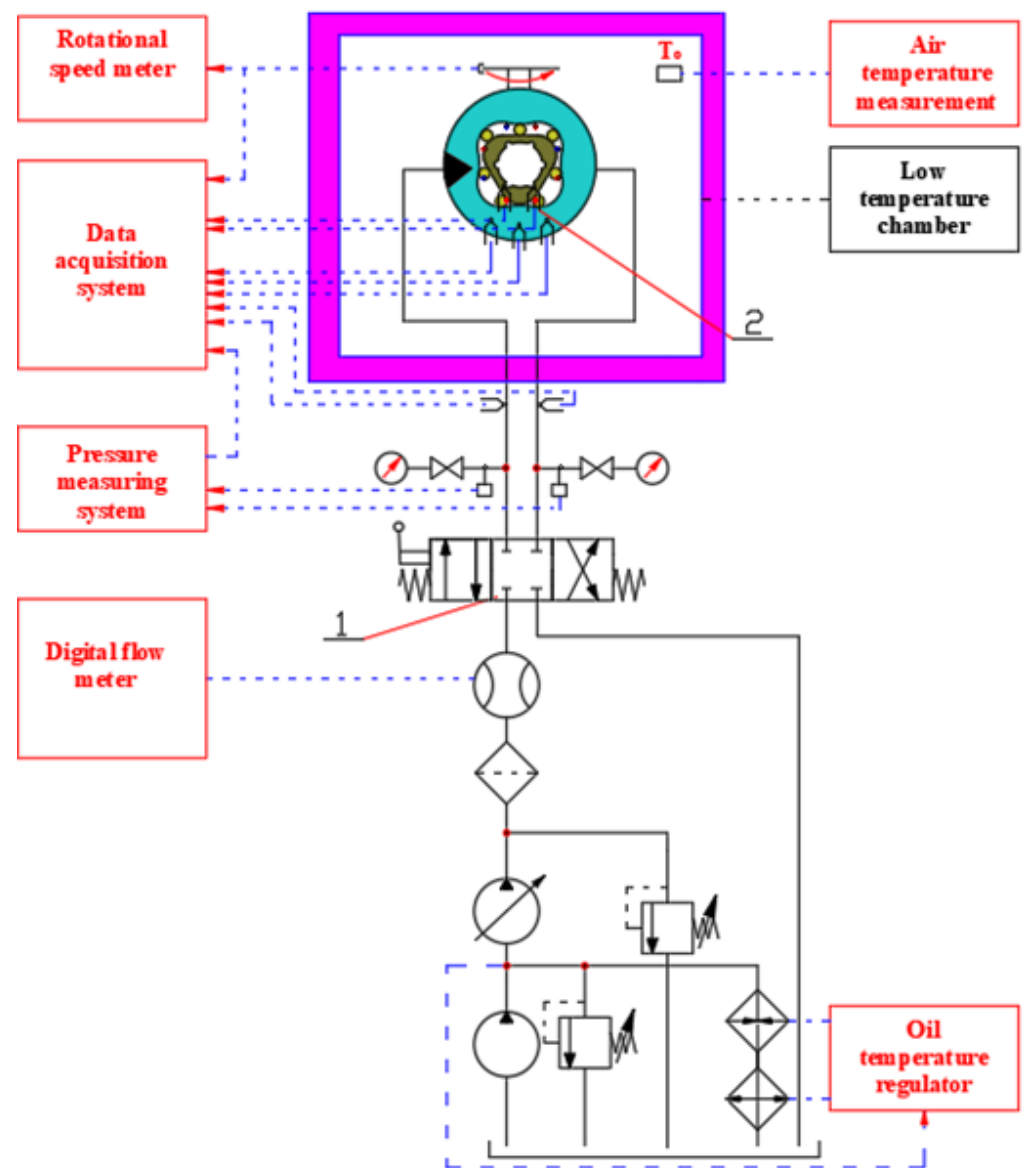 Rotational
speed meter
T₀
Air
temperature
measurement
Low
temperature
chamber
Data
acquisition
system
2
Pressure
measuring
system
1
Digital flow
meter
Oil
temperature
regulator